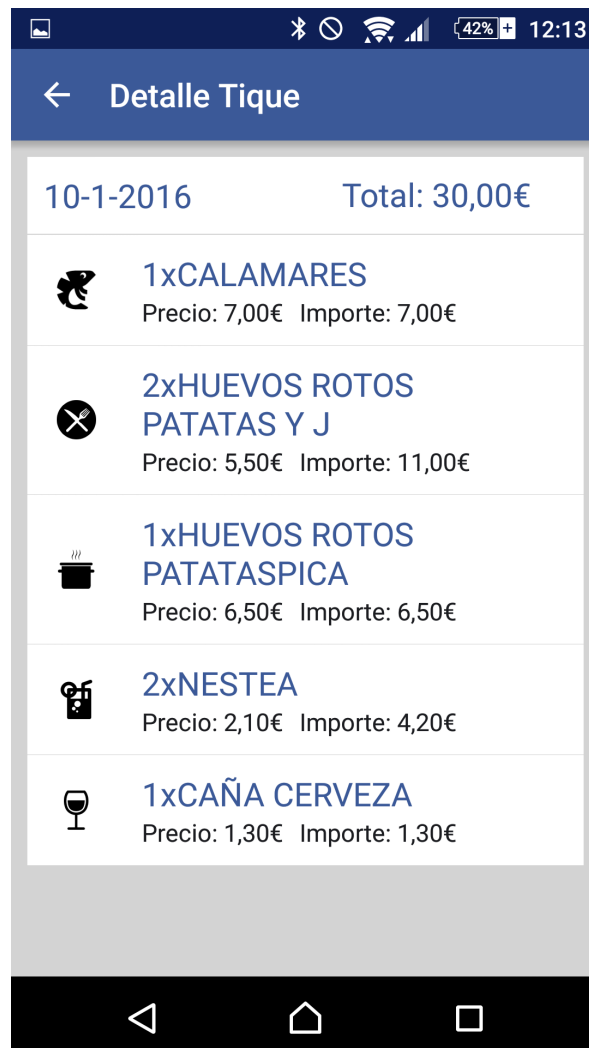 42% 12:13
Detalle Tique
10-1-2016 Total: 30,00€
1xCALAMARES
Precio: 7,00€ Importe: 7,00€
2xHUEVOS ROTOS
PATATAS Y J
Precio: 5,50€ Importe: 11,00€
1xHUEVOS ROTOS
PATATASPICA
Precio: 6,50€ Importe: 6,50€
2xNESTEA
Precio: 2,10€ Importe: 4,20€
1xCAÑA CERVEZA
Precio: 1,30€ Importe: 1,30€